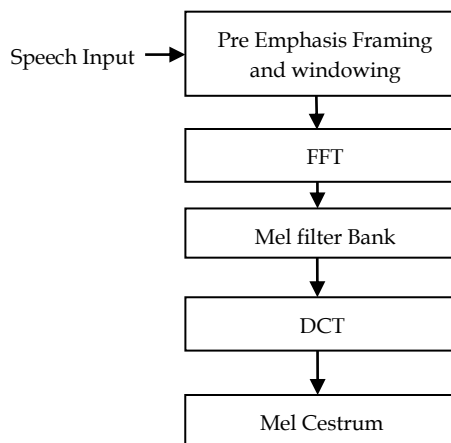 Speech Input
Pre Emphasis Framing
and windowing
FFT
Mel filter Bank
DCT
Mel Cestrum